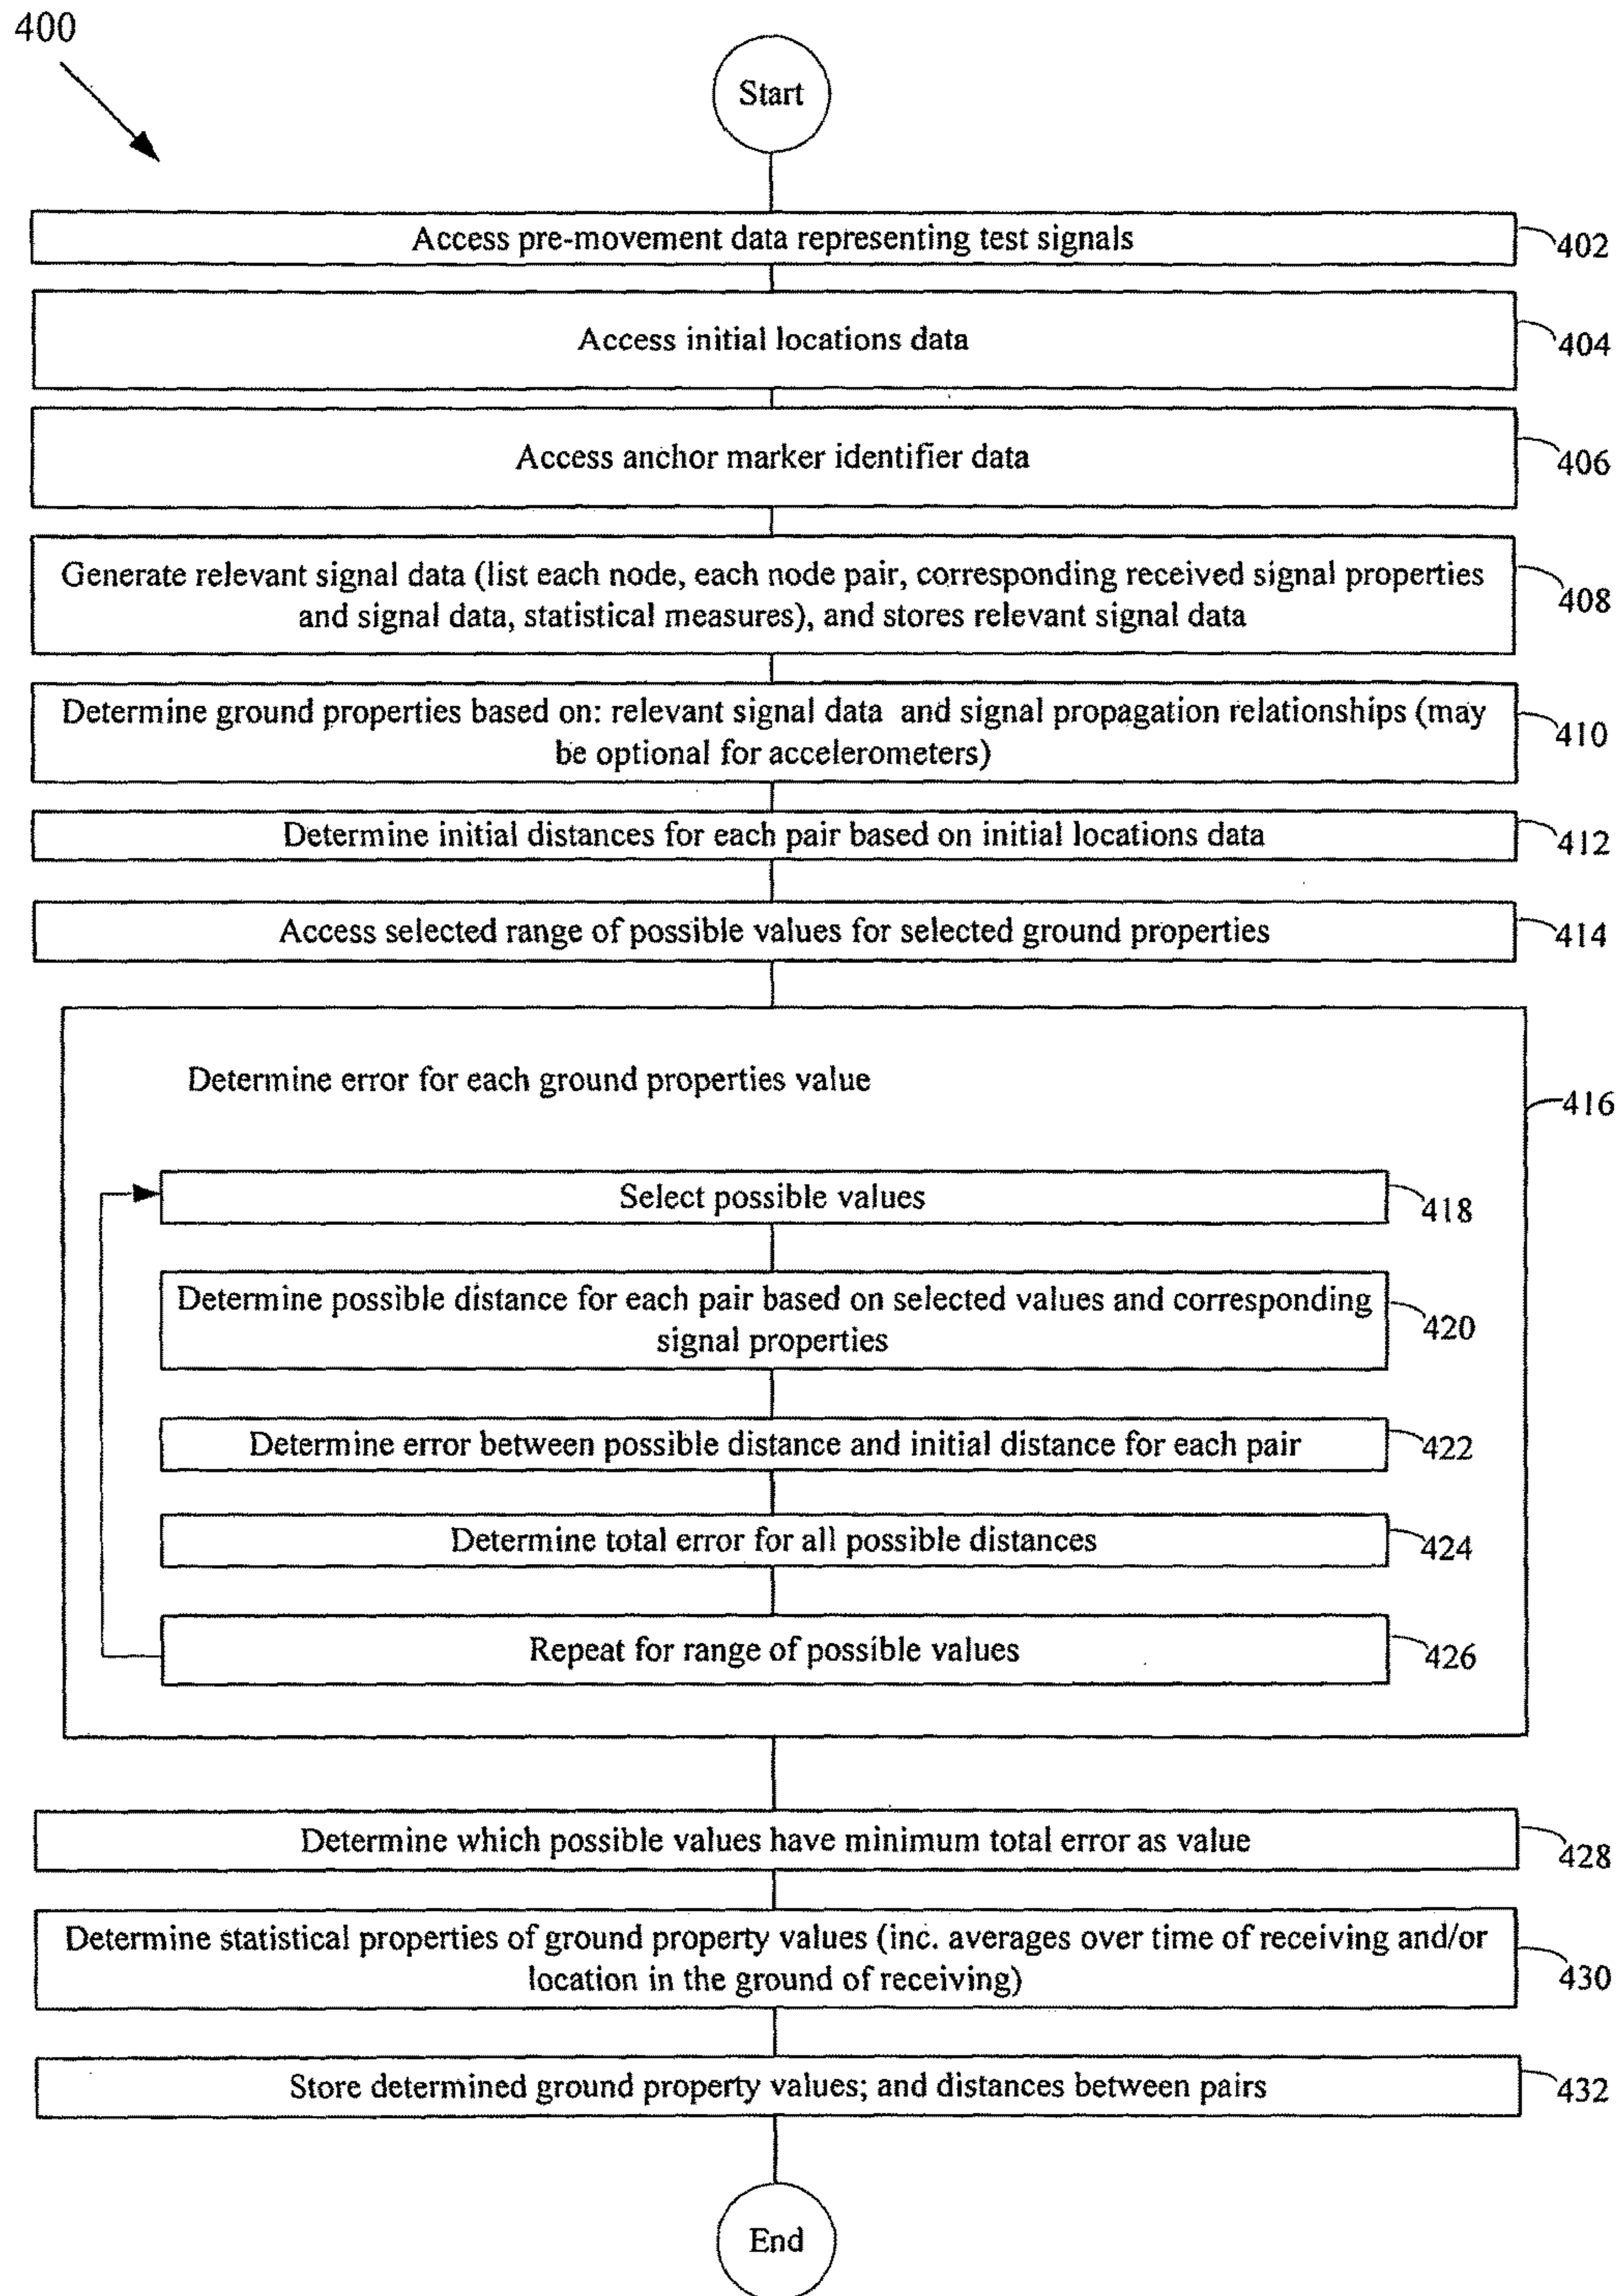 400
Start
Access pre-movement data representing test signals
402
Access initial locations data
404
Access anchor marker identifier data
406
Generate relevant signal data (list each node, each node pair, corresponding received signal properties
and signal data, statistical measures), and stores relevant signal data
408
Determine ground properties based on: relevant signal data and signal propagation relationships (may
be optional for accelerometers)
410
Determine initial distances for each pair based on initial locations data
412
Access selected range of possible values for selected ground properties
414
Determine error for each ground properties value
416
Select possible values
418
Determine possible distance for each pair based on selected values and corresponding
signal properties
420
Determine error between possible distance and initial distance for each pair
422
Determine total error for all possible distances
424
Repeat for range of possible values
426
Determine which possible values have minimum total error as value
428
Determine statistical properties of ground property values (inc. averages over time of receiving and/or
location in the ground of receiving)
430
Store determined ground property values; and distances between pairs
432
End